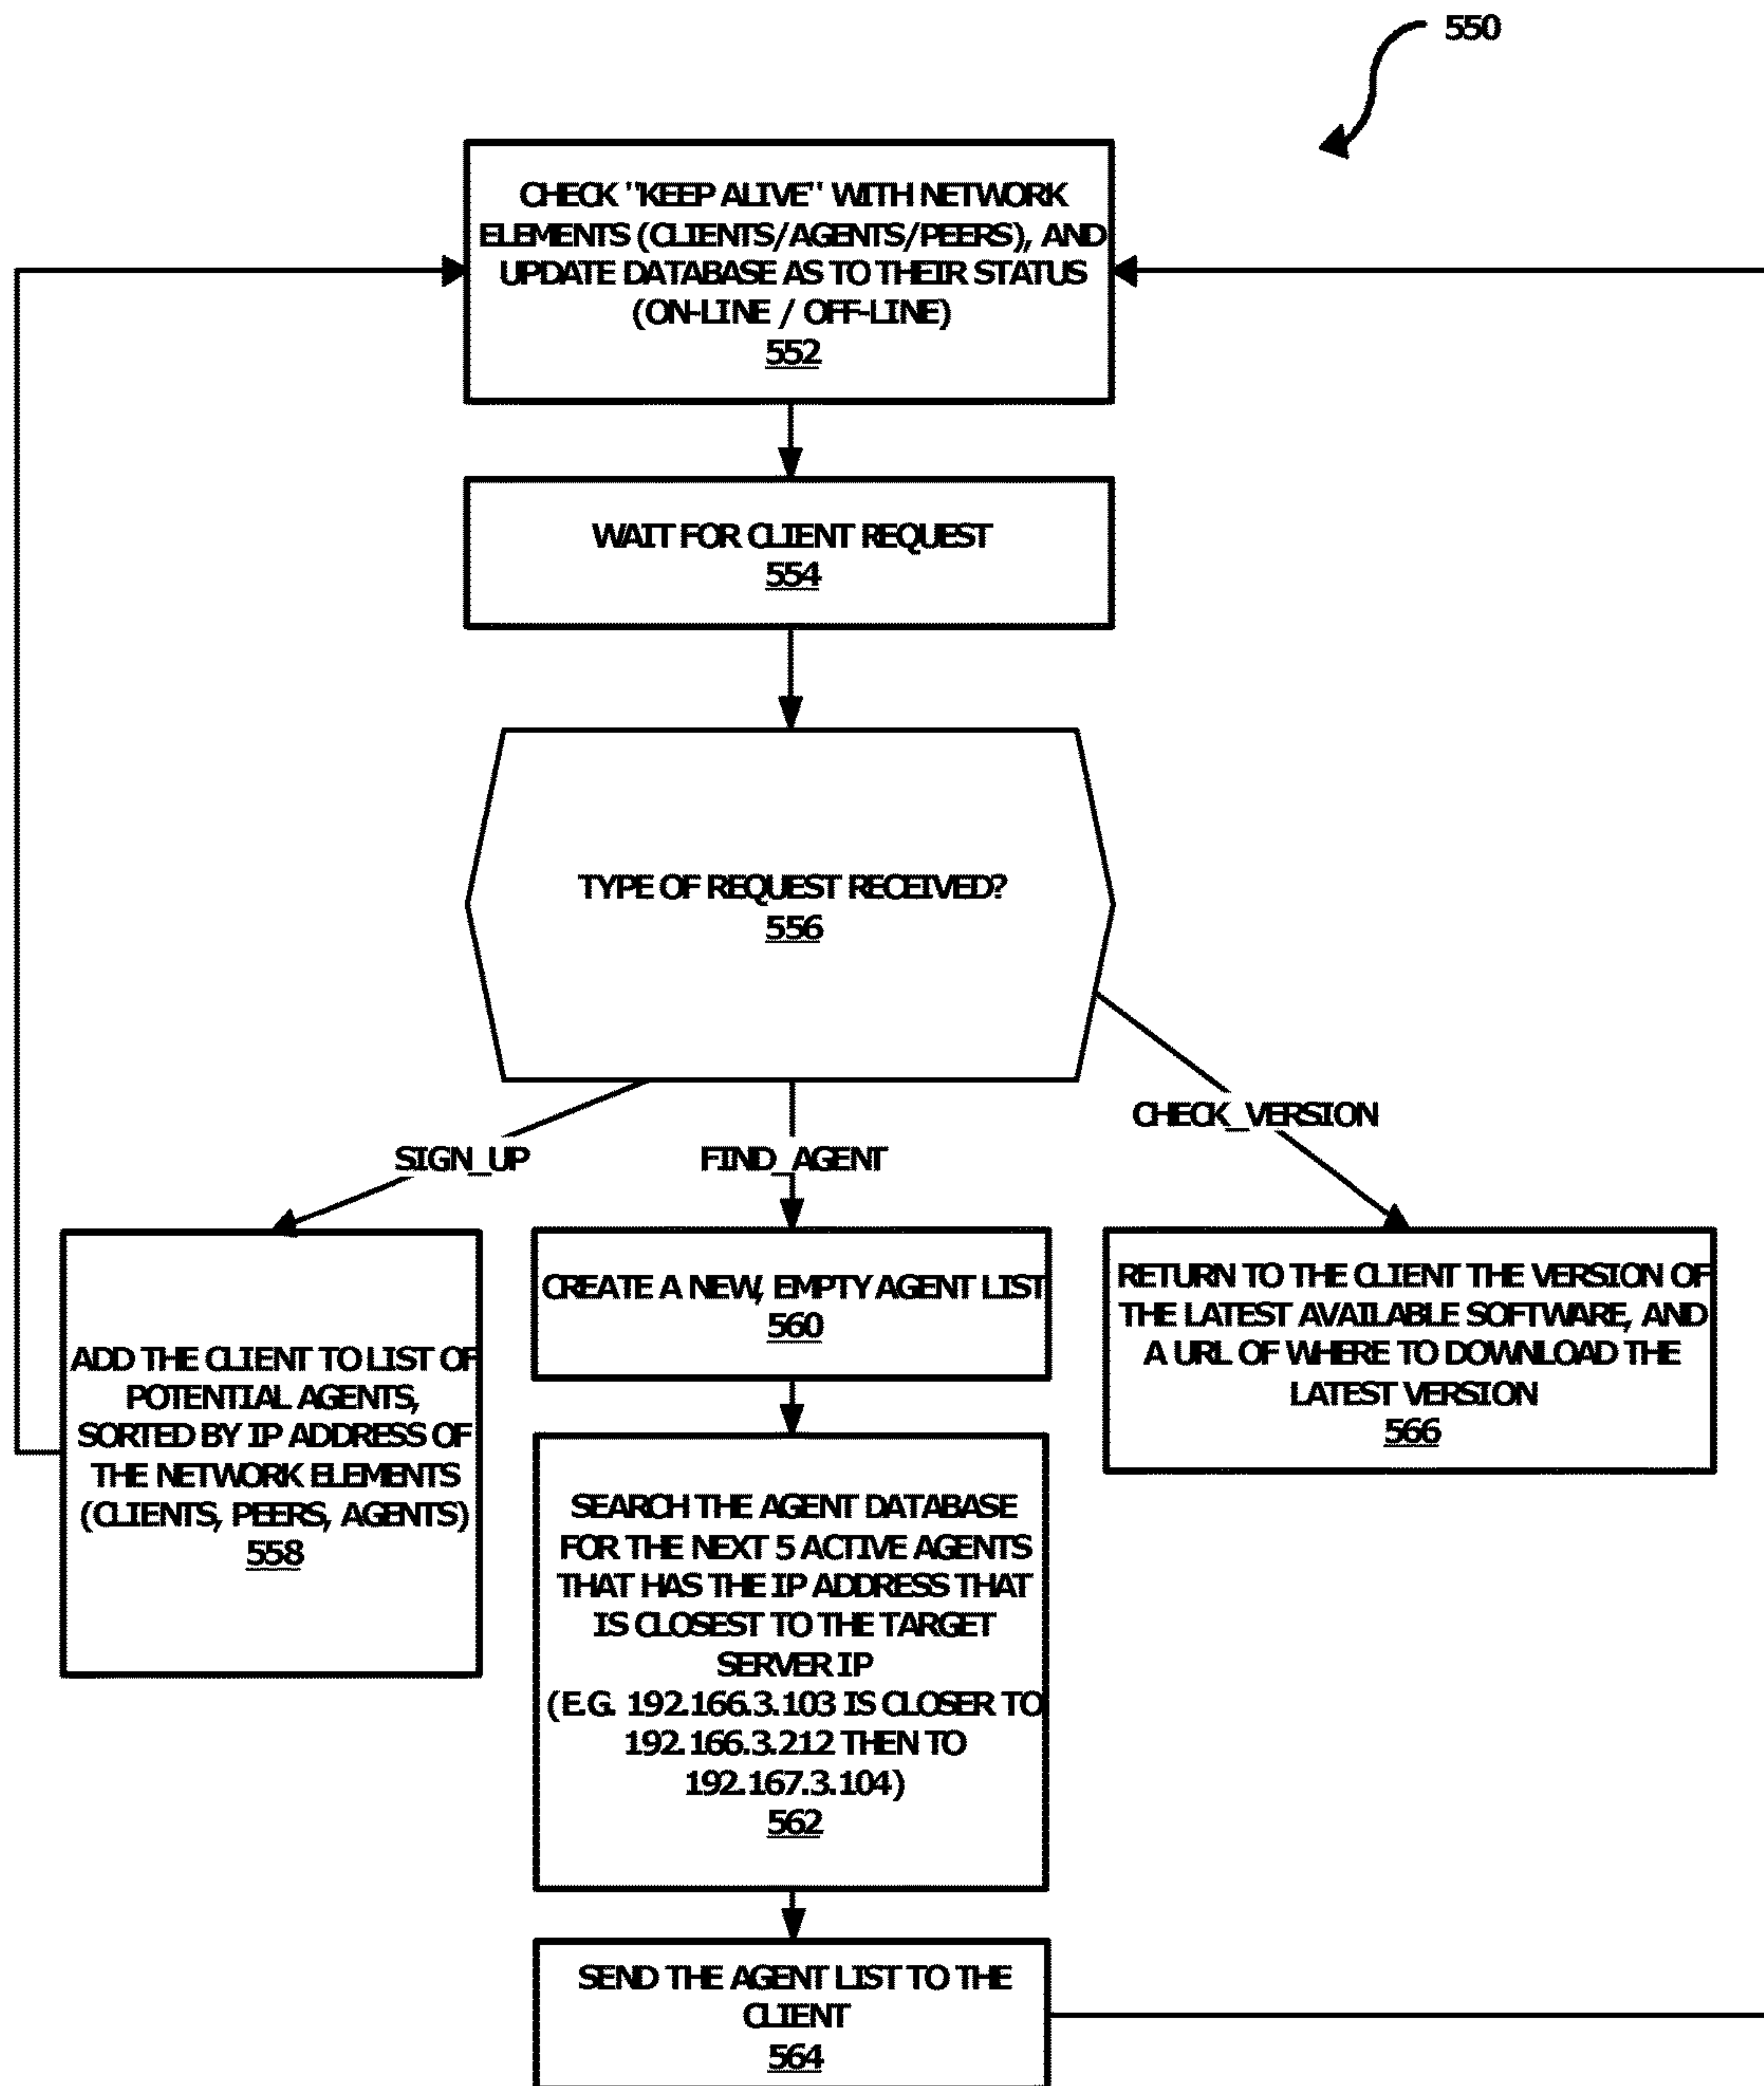 550
CHECK "KEEP ALIVE" WITH NETWORK
ELEMENTS (CLIENTS/AGENTS/PEERS), AND
UPDATE DATABASE AS TO THEIR STATUS
(ON-LINE / OFF-LINE)
552
WAIT FOR CLIENT REQUEST
554
TYPE OF REQUEST RECEIVED?
556
SIGN_UP
FIND_AGENT
CHECK_VERSION
ADD THE CLIENT TO LIST OF
POTENTIAL AGENTS,
SORTED BY IP ADDRESS OF
THE NETWORK ELEMENTS
(CLIENTS, PEERS, AGENTS)
558
CREATE A NEW, EMPTY AGENT LIST
560
SEARCH THE AGENT DATABASE
FOR THE NEXT 5 ACTIVE AGENTS
THAT HAS THE IP ADDRESS THAT
IS CLOSEST TO THE TARGET
SERVER IP
(E.G. 192.166.3.103 IS CLOSER TO
192.166.3.212 THEN TO
192.167.3.104)
562
SEND THE AGENT LIST TO THE
CLIENT
564
RETURN TO THE CLIENT THE VERSION OF
THE LATEST AVAILABLE SOFTWARE, AND
A URL OF WHERE TO DOWNLOAD THE
LATEST VERSION
566